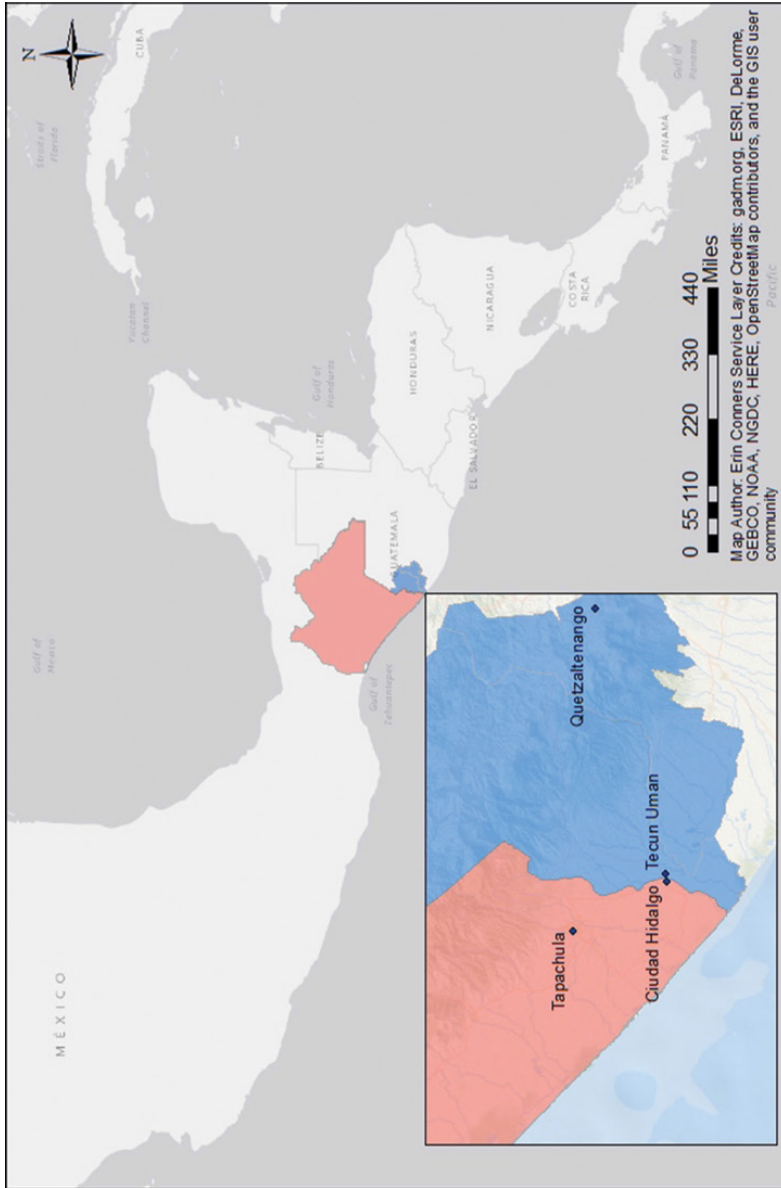 N
Straits of
Florida
CUBA
Gulf of
Mexico
Yucatan
Channel
MÉXICO
BELIZE
Gulf of
Honduras
GUATEMALA
HONDURAS
Gulf of
Tehuantepec
EL SALVADOR
NICARAGUA
COSTA
RICA
PANAMÁ
Gulf of
Panama
Tapachula
Quetzaltenango
Ciudad Hidalgo
Tecun Uman
0 55 110 220 330 440
Miles
Map Author: Erin Conners Service Layer Credits: gadm.org, ESRI, DeLorme,
GEBCO, NOAA, NGDC, HERE, OpenStreetMap contributors, and the GIS user
community
Pacific